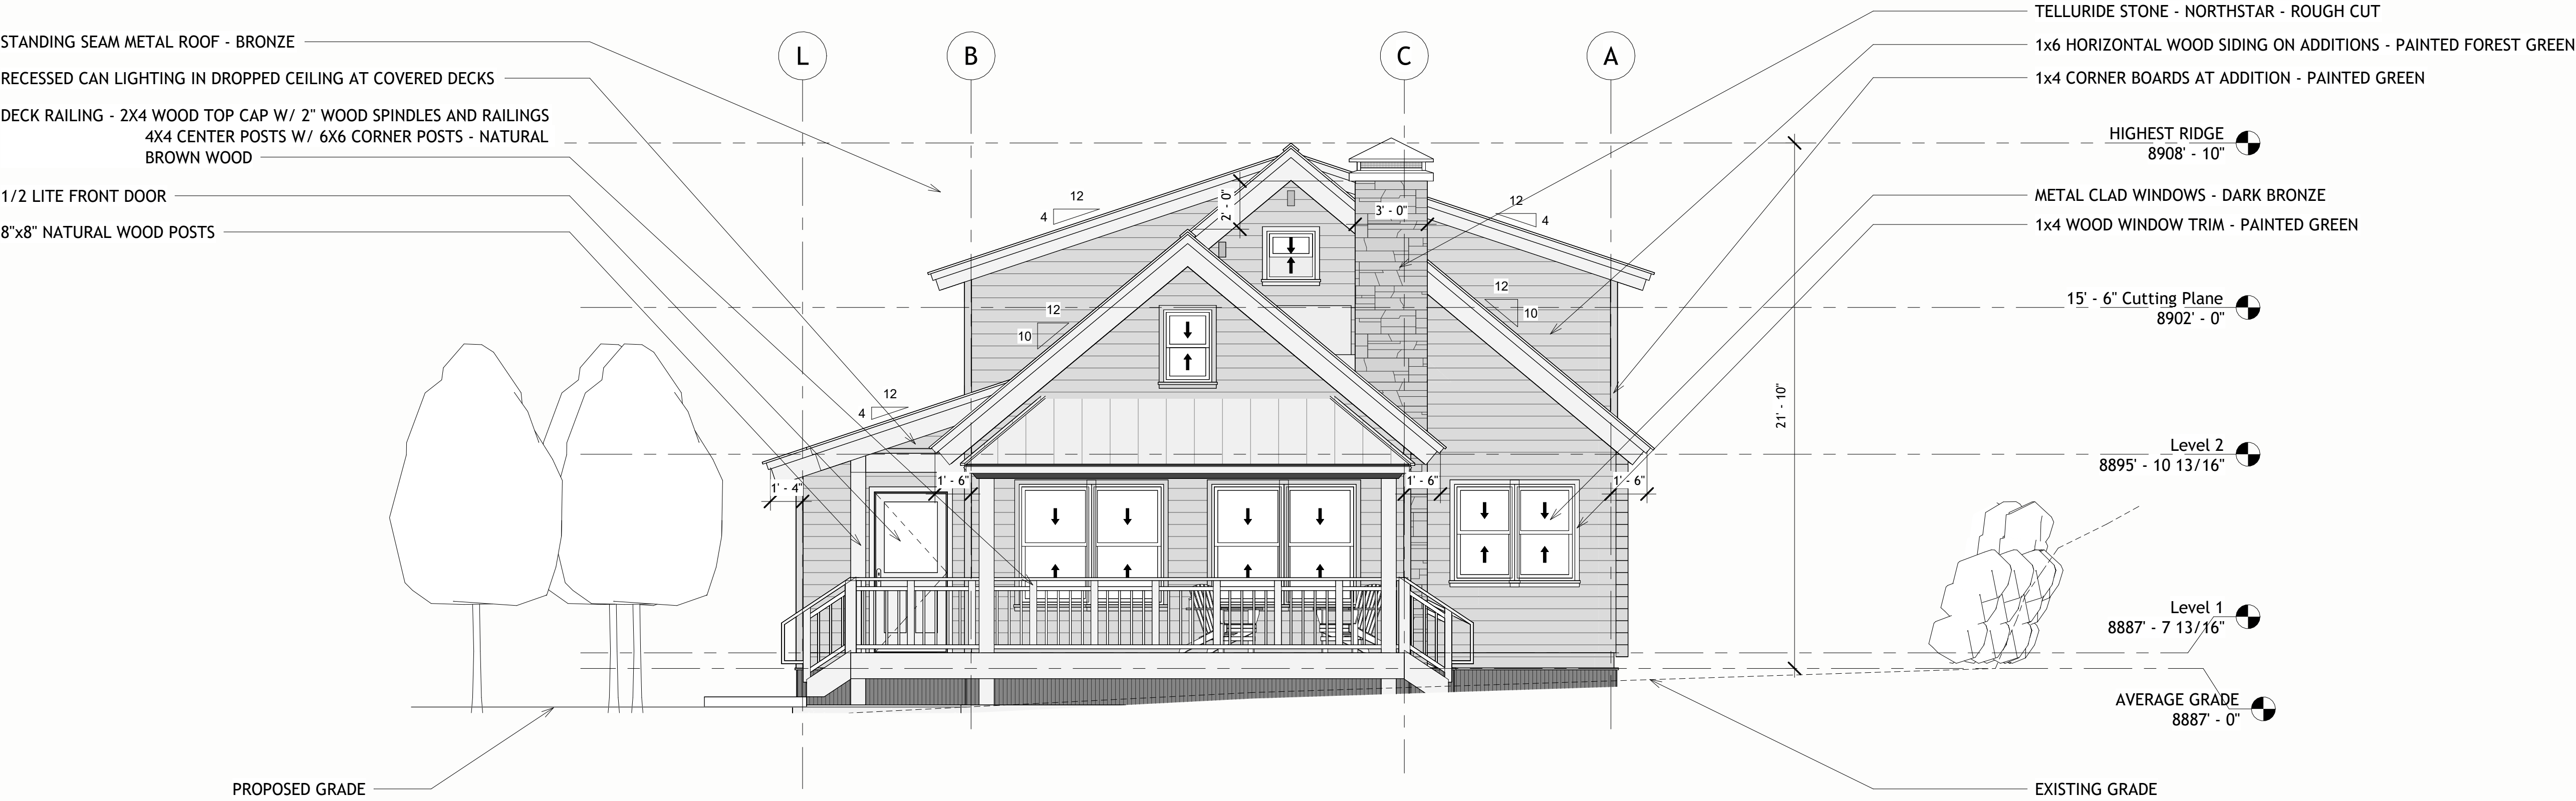 TELLURIDE STONE - NORTHSTAR - ROUGH CUT
STANDING SEAM METAL ROOF - BRONZE
1x6 HORIZONTAL WOOD SIDING ON ADDITIONS - PAINTED FOREST GREEN
L
B
C
A
RECESSED CAN LIGHTING IN DROPPED CEILING AT COVERED DECKS
1x4 CORNER BOARDS AT ADDITION - PAINTED GREEN
DECK RAILING - 2X4 WOOD TOP CAP W/ 2" WOOD SPINDLES AND RAILINGS
4X4 CENTER POSTS W/ 6X6 CORNER POSTS - NATURAL
BROWN WOOD
HIGHEST RIDGE
8908' - 10"
1/2 LITE FRONT DOOR
METAL CLAD WINDOWS - DARK BRONZE
8"x8" NATURAL WOOD POSTS
1x4 WOOD WINDOW TRIM - PAINTED GREEN
12
4
2' - 0"
3' - 0"
12
4
15' - 6" Cutting Plane
8902' - 0"
12
10
12
10
21' - 10"
12
4
Level 2
8895' - 10 13/16"
1' - 4"
1' - 6"
1' - 6"
1' - 6"
Level 1
8887' - 7 13/16"
AVERAGE GRADE
8887' - 0"
PROPOSED GRADE
EXISTING GRADE